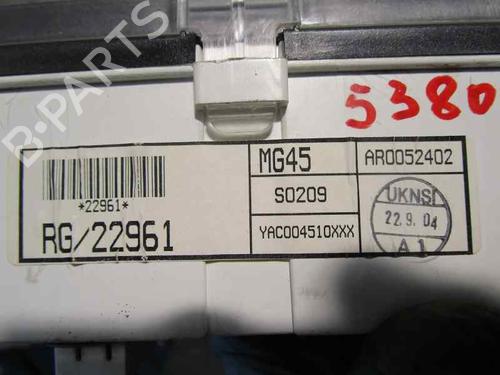 5380
B-PARTS
*22961*
RG/22961
MG45
S0209
YAC004510XXX
AR0052402
UKNSI
22.9.04
A1